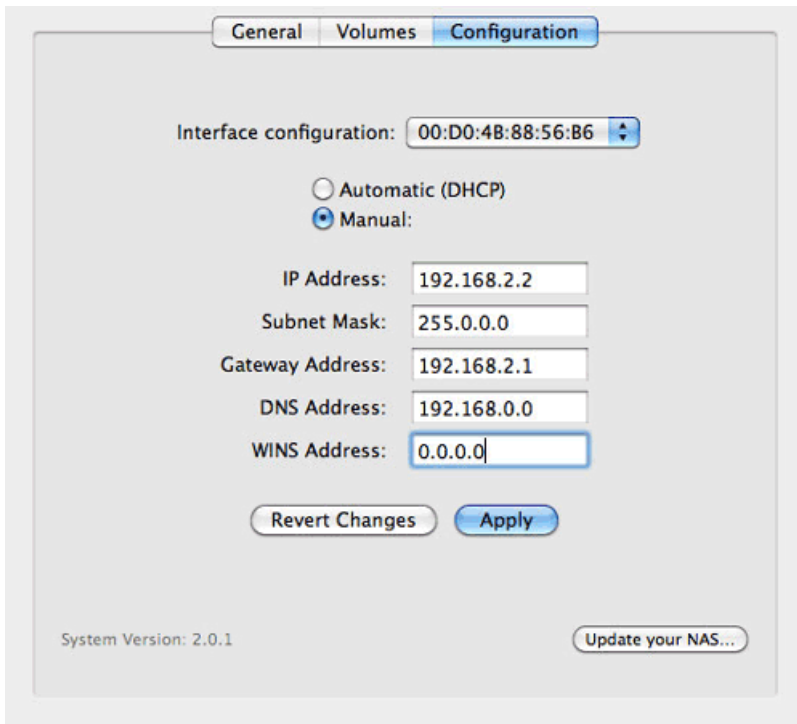 General Volumes Configuration
Interface configuration: 00:D0:4B:88:56:B6
Automatic (DHCP)
Manual:
IP Address: 192.168.2.2
Subnet Mask: 255.0.0.0
Gateway Address: 192.168.2.1
DNS Address: 192.168.0.0
WINS Address: 0.0.0.0
Revert Changes Apply
System Version: 2.0.1 Update your NAS...